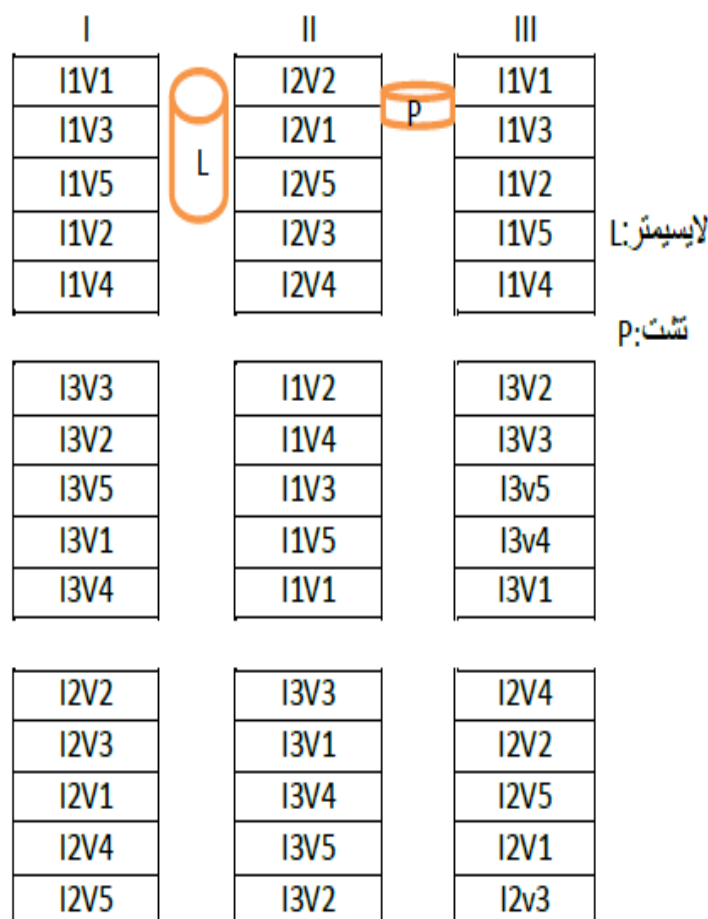 I II III
I1V1 I2V2 I1V1
I1V3 I2V1 P I1V3
I1V5 L I2V5 I1V2
I1V2 I2V3 I1V5
I1V4 I2V4 I1V4
لایسیمتر:L
تشت:P
I3V3 I1V2 I3V2
I3V2 I1V4 I3V3
I3V5 I1V3 I3v5
I3V1 I1V5 I3v4
I3V4 I1V1 I3V1
I2V2 I3V3 I2V4
I2V3 I3V1 I2V2
I2V1 I3V4 I2V5
I2V4 I3V5 I2V1
I2V5 I3V2 I2v3